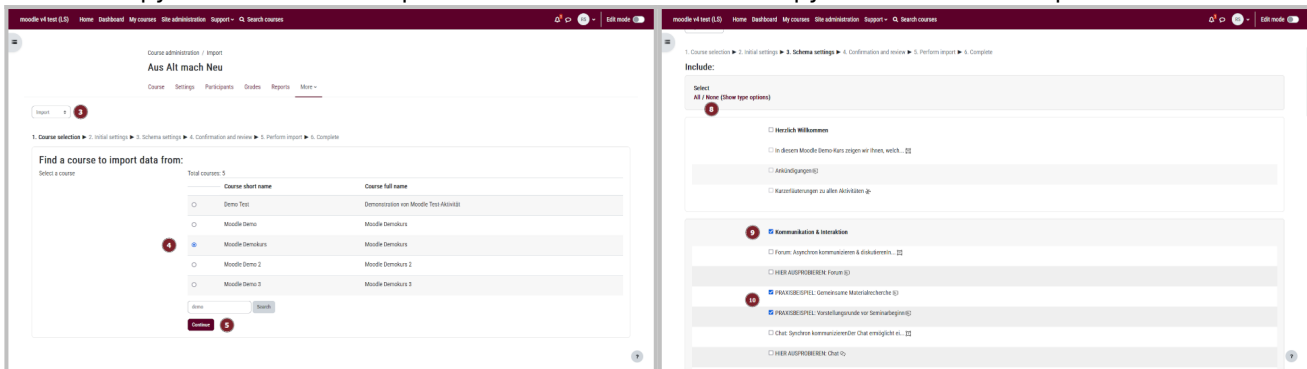 moodle v4 test (LS) Home Dashboard My courses Site administration Support Search courses BS Edit mode
Course administration / Import
Aus Alt mach Neu
Course Settings Participants Grades Reports More
Import 3
1. Course selection ► 2. Initial settings ► 3. Schema settings ► 4. Confirmation and review ► 5. Perform import ► 6. Complete
Find a course to import data from:
Select a course Total courses: 5
Course short name Course full name
Demo Test Demonstration von Moodle Test-Aktivität
Moodle Demo Moodle Demokurs
4 Moodle Demokurs Moodle Demokurs
Moodle Demo 2 Moodle Demokurs 2
Moodle Demo 3 Moodle Demokurs 3
demo Search
Continue 5
?
moodle v4 test (LS) Home Dashboard My courses Site administration Support Search courses BS Edit mode
1. Course selection ► 2. Initial settings ► 3. Schema settings ► 4. Confirmation and review ► 5. Perform import ► 6. Complete
Include:
Select
All / None (Show type options)
8
Herzlich Willkommen
In diesem Moodle Demo-Kurs zeigen wir Ihnen, welch...
Ankündigungen
Kurzerläuterungen zu allen Aktivitäten
9 Kommunikation & Interaktion
Forum: Asynchron kommunizieren & diskutierenIn...
HIER AUSPROBIEREN: Forum
PRAXISBEISPIEL: Gemeinsame Materialrecherche
10
PRAXISBEISPIEL: Vorstellungsrunde vor Seminarbeginn
Chat: Synchron kommunizierenDer Chat ermöglicht ei...
HIER AUSPROBIEREN: Chat
?